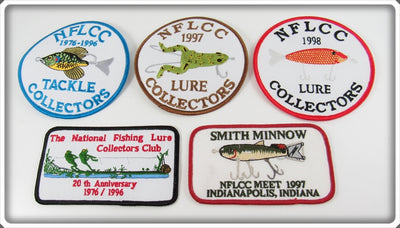 NFLCC
1976-1996
TACKLE
COLLECTORS
NFLCC
1997
LURE
COLLECTORS
NFLCC
1998
LURE
COLLECTORS
The National Fishing Lure
Collectors Club
20th Anniversary
1976 / 1996
SMITH MINNOW
NFLCC MEET 1997
INDIANAPOLIS, INDIANA